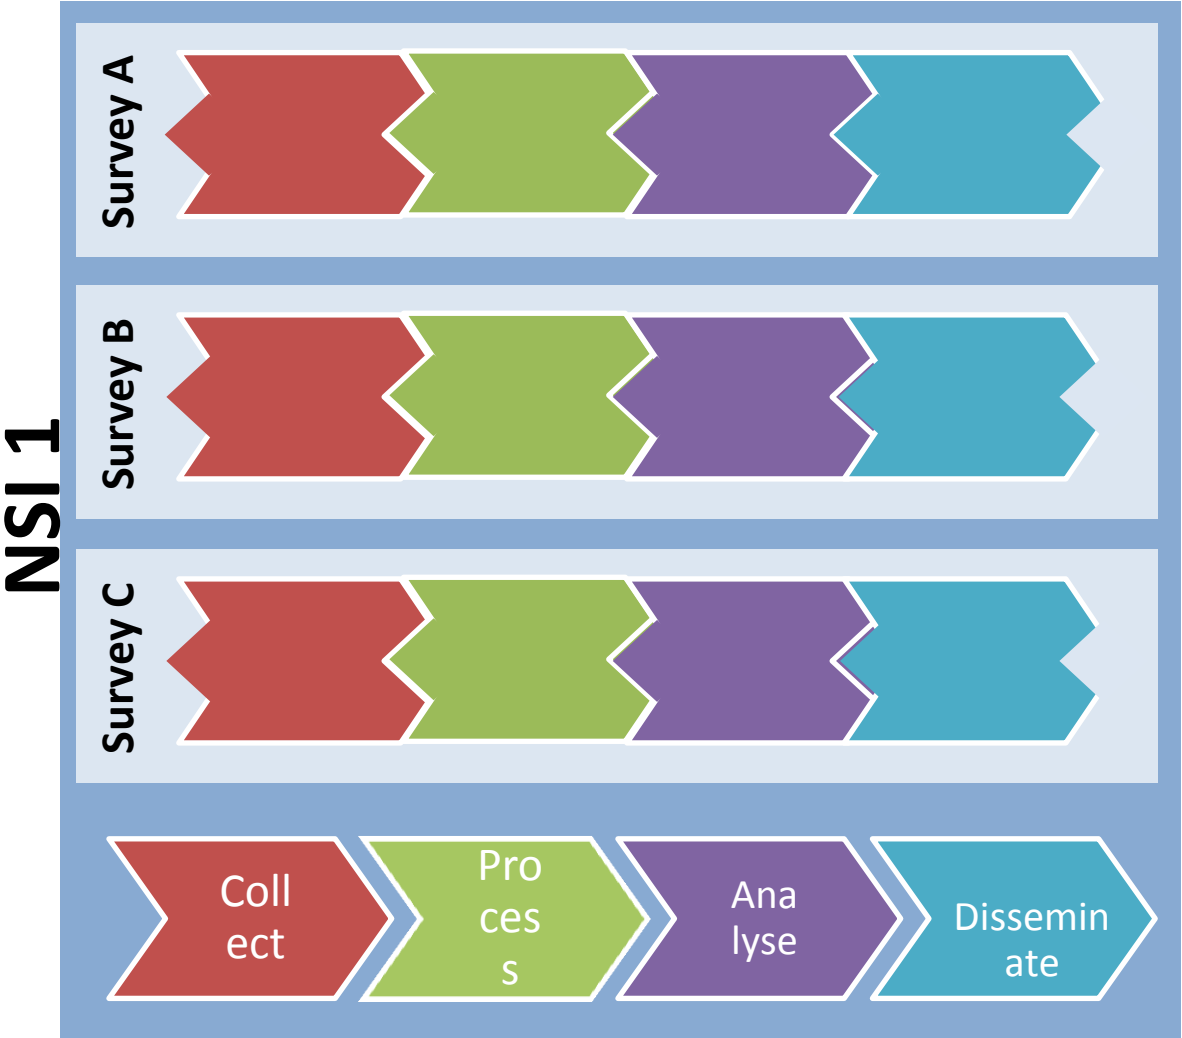 NSI 1
Survey A
Survey B
Survey C
Coll
ect
Pro
ces
s
Ana
lyse
Dissemin
ate